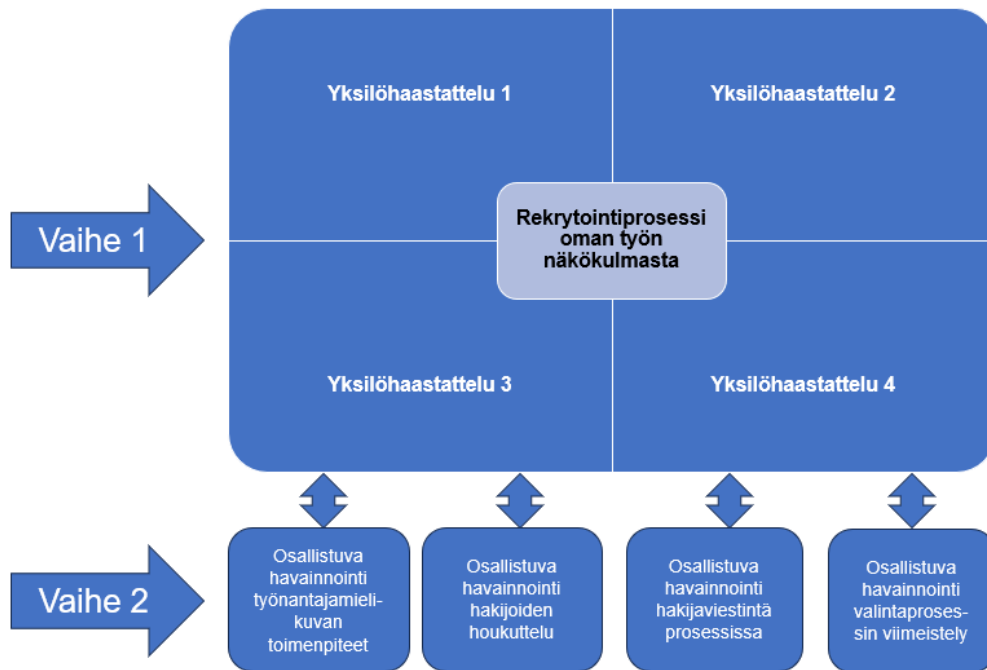 Yksilöhaastattelu 1
Yksilöhaastattelu 2
Vaihe 1
Rekrytointiprosessi
oman työn
näkökulmasta
Yksilöhaastattelu 3
Yksilöhaastattelu 4
Vaihe 2
Osallistuva
havainnointi
työnantajamieli-
kuvan
toimenpiteet
Osallistuva
havainnointi
hakijoiden
houkuttelu
Osallistuva
havainnointi
hakijaviestintä
prosessissa
Osallistuva
havainnointi
valintaproses-
sin viimeistely